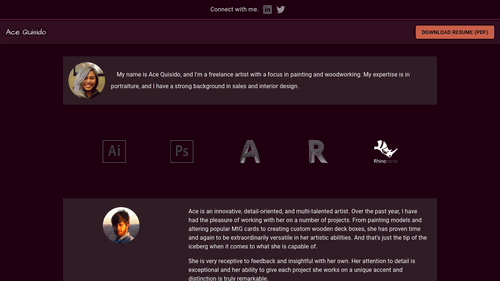 Connect with me.
Ace Quisido
DOWNLOAD RESUME (PDF)
My name is Ace Quisido, and I'm a freelance artist with a focus in painting and woodworking. My expertise is in
portraiture, and I have a strong background in sales and interior design.
Ai Ps A R Rhinoceros
Ace is an innovative, detail-oriented, and multi-talented artist. Over the past year, I have
had the pleasure of working with her on a number of projects. From painting models and
altering popular MtG cards to creating custom wooden deck boxes, she has proven time
and again to be extraordinarily versatile in her artistic abilities. And that's just the tip of the
iceberg when it comes to what she is capable of.
She is very receptive to feedback and insightful with her own. Her attention to detail is
exceptional and her ability to give each project she works on a unique accent and
distinction is truly remarkable.